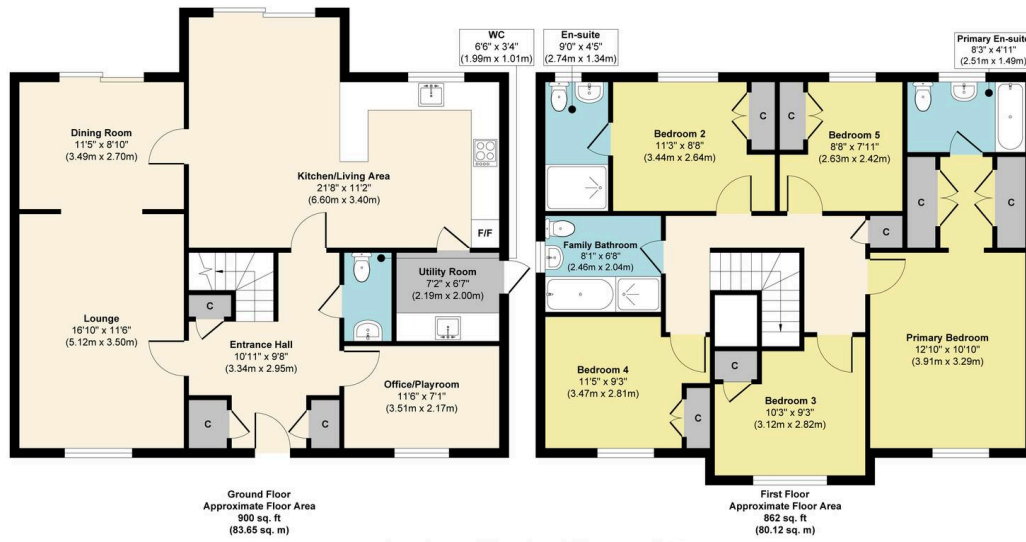 WC
6'6" x 3'4"
(1.99m x 1.01m)
En-suite
9'0" x 4'5"
(2.74m x 1.34m)
Primary En-suite
8'3" x 4'11"
(2.51m x 1.49m)
Dining Room
11'5" x 8'10"
(3.49m x 2.70m)
Kitchen/Living Area
21'8" x 11'2"
(6.60m x 3.40m)
F/F
Utility Room
7'2" x 6'7"
(2.19m x 2.00m)
Lounge
16'10" x 11'6"
(5.12m x 3.50m)
C
Entrance Hall
10'11" x 9'8"
(3.34m x 2.95m)
Office/Playroom
11'6" x 7'1"
(3.51m x 2.17m)
C
C
Ground Floor
Approximate Floor Area
900 sq. ft
(83.65 sq. m)
Bedroom 2
11'3" x 8'8"
(3.44m x 2.64m)
C
C
Bedroom 5
8'8" x 7'11"
(2.63m x 2.42m)
C
C
Family Bathroom
8'1" x 6'8"
(2.46m x 2.04m)
C
Primary Bedroom
12'10" x 10'10"
(3.91m x 3.29m)
Bedroom 4
11'5" x 9'3"
(3.47m x 2.81m)
C
C
Bedroom 3
10'3" x 9'3"
(3.12m x 2.82m)
First Floor
Approximate Floor Area
862 sq. ft
(80.12 sq. m)